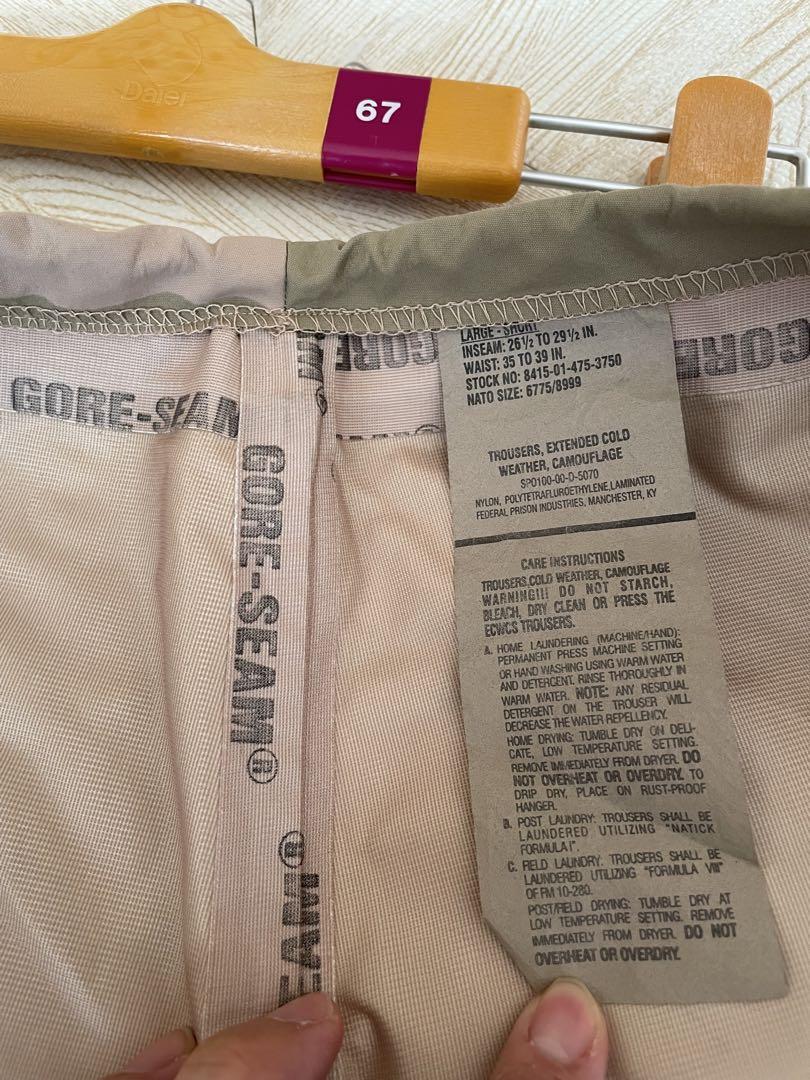 Daier
67
GORE-SEAM
GORE-SEAM®
LARGE - SHORT
INSEAM: 26 1/2 TO 29 1/2 IN.
WAIST: 35 TO 39 IN.
STOCK NO: 8415-01-475-3750
NATO SIZE: 6775/8999
TROUSERS, EXTENDED COLD
WEATHER, CAMOUFLAGE
SPO100-00-D-5070
NYLON, POLYTETRAFLUROETHYLENE, LAMINATED
FEDERAL PRISON INDUSTRIES, MANCHESTER, KY
CARE INSTRUCTIONS
TROUSERS,COLD WEATHER, CAMOUFLAGE
WARNING!!! DO NOT STARCH,
BLEACH, DRY CLEAN OR PRESS THE
ECWCS TROUSERS.
A. HOME LAUNDERING (MACHINE/HAND):
PERMANENT PRESS MACHINE SETTING
OR HAND WASHING USING WARM WATER
AND DETERGENT. RINSE THOROUGHLY IN
WARM WATER. NOTE: ANY RESIDUAL
DETERGENT ON THE TROUSER WILL
DECREASE THE WATER REPELLENCY.
HOME DRYING: TUMBLE DRY ON DELI-
CATE, LOW TEMPERATURE SETTING.
REMOVE IMMEDIATELY FROM DRYER. DO
NOT OVERHEAT OR OVERDRY. TO
DRIP DRY, PLACE ON RUST-PROOF
HANGER.
B. POST LAUNDRY: TROUSERS SHALL BE
LAUNDERED UTILIZING "NATICK
FORMULA I".
C. FIELD LAUNDRY: TROUSERS SHALL BE
LAUNDERED UTILIZING "FORMULA VIII"
OF FM 10-280.
POST/FIELD DRYING: TUMBLE DRY AT
LOW TEMPERATURE SETTING. REMOVE
IMMEDIATELY FROM DRYER. DO NOT
OVERHEAT OR OVERDRY.